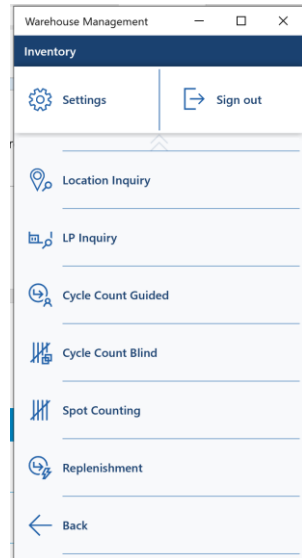 Warehouse Management
Inventory
Settings
Sign out
Location Inquiry
LP Inquiry
Cycle Count Guided
Cycle Count Blind
Spot Counting
Replenishment
Back